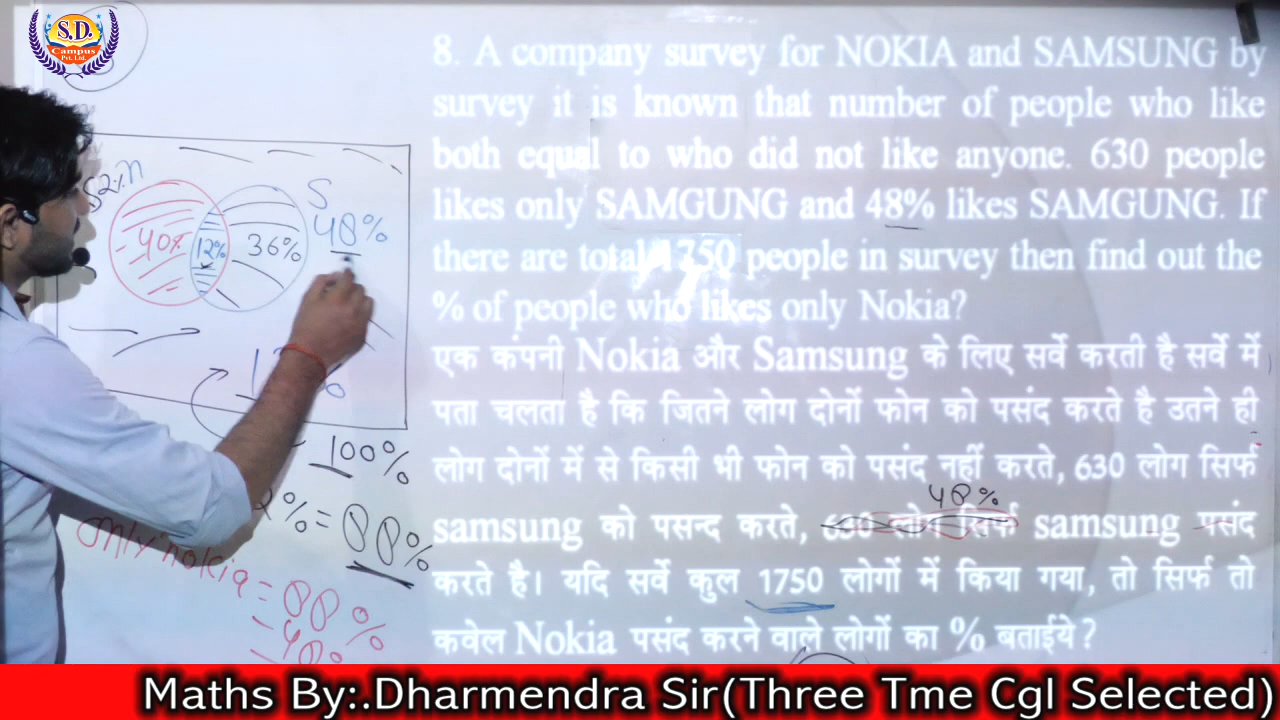 S.D.
Campus
Pvt. Ltd.
8. A company survey for NOKIA and SAMSUNG by
survey it is known that number of people who like
both equal to who did not like anyone. 630 people
likes only SAMGUNG and 48% likes SAMGUNG. If
there are total 1750 people in survey then find out the
% of people who likes only Nokia?
एक कंपनी Nokia और Samsung के लिए सर्वे करती है सर्वे में
पता चलता है कि जितने लोग दोनों फोन को पसंद करते है उतने ही
लोग दोनों में से किसी भी फोन को पसंद नहीं करते, 630 लोग सिर्फ
48%
samsung को पसन्द करते, 630 लोग सिर्फ samsung पसंद
करते है। यदि सर्वे कुल 1750 लोगों में किया गया, तो सिर्फ तो
कवेल Nokia पसंद करने वाले लोगों का % बताईये?
S
48%
40%
12%
36%
100%
2% = 88%
Only nokia = 88%
- 48%
Maths By:.Dharmendra Sir(Three Tme Cgl Selected)